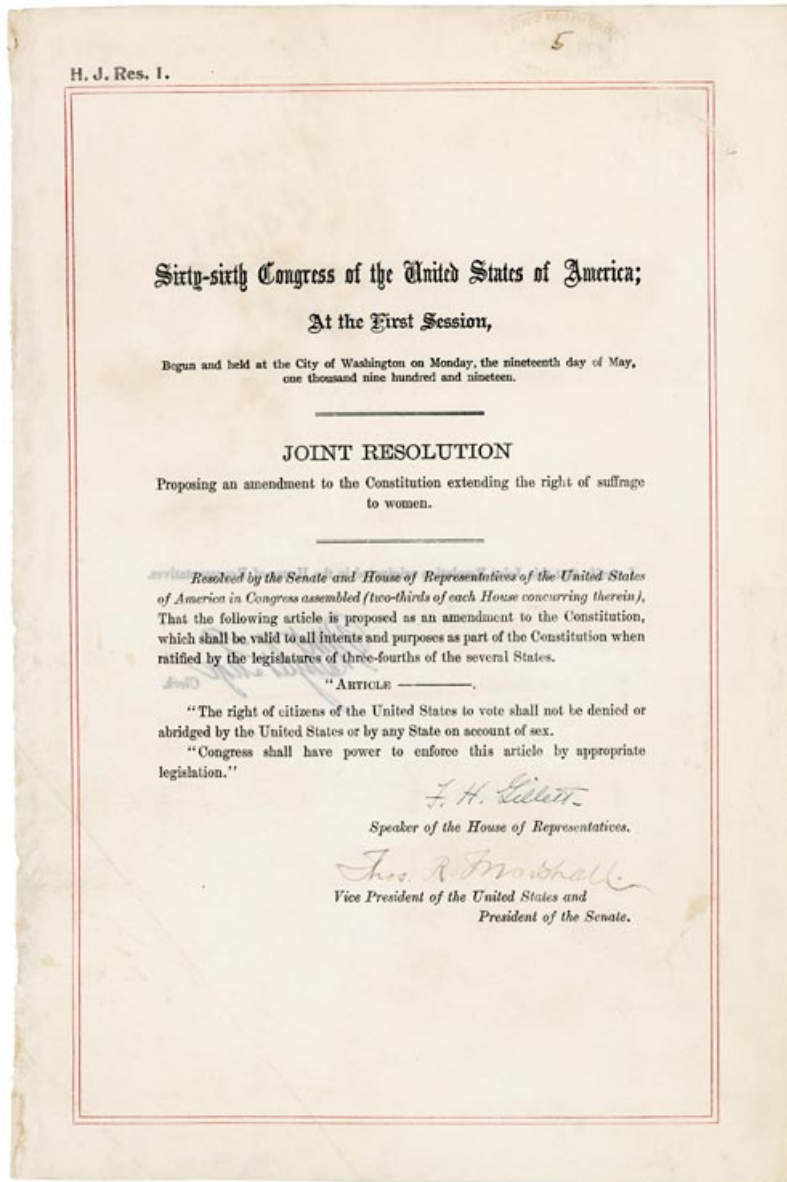 5
H. J. Res. 1.
Sixty-sixth Congress of the United States of America;
At the First Session,
Begun and held at the City of Washington on Monday, the nineteenth day of May,
one thousand nine hundred and nineteen.
JOINT RESOLUTION
Proposing an amendment to the Constitution extending the right of suffrage
to women.
Resolved by the Senate and House of Representatives of the United States
of America in Congress assembled (two-thirds of each House concurring therein),
That the following article is proposed as an amendment to the Constitution,
which shall be valid to all intents and purposes as part of the Constitution when
ratified by the legislatures of three-fourths of the several States.
"ARTICLE ————.
"The right of citizens of the United States to vote shall not be denied or
abridged by the United States or by any State on account of sex.
"Congress shall have power to enforce this article by appropriate
legislation."
F. H. Gillett
Speaker of the House of Representatives.
Thos. R. Marshall
Vice President of the United States and
President of the Senate.